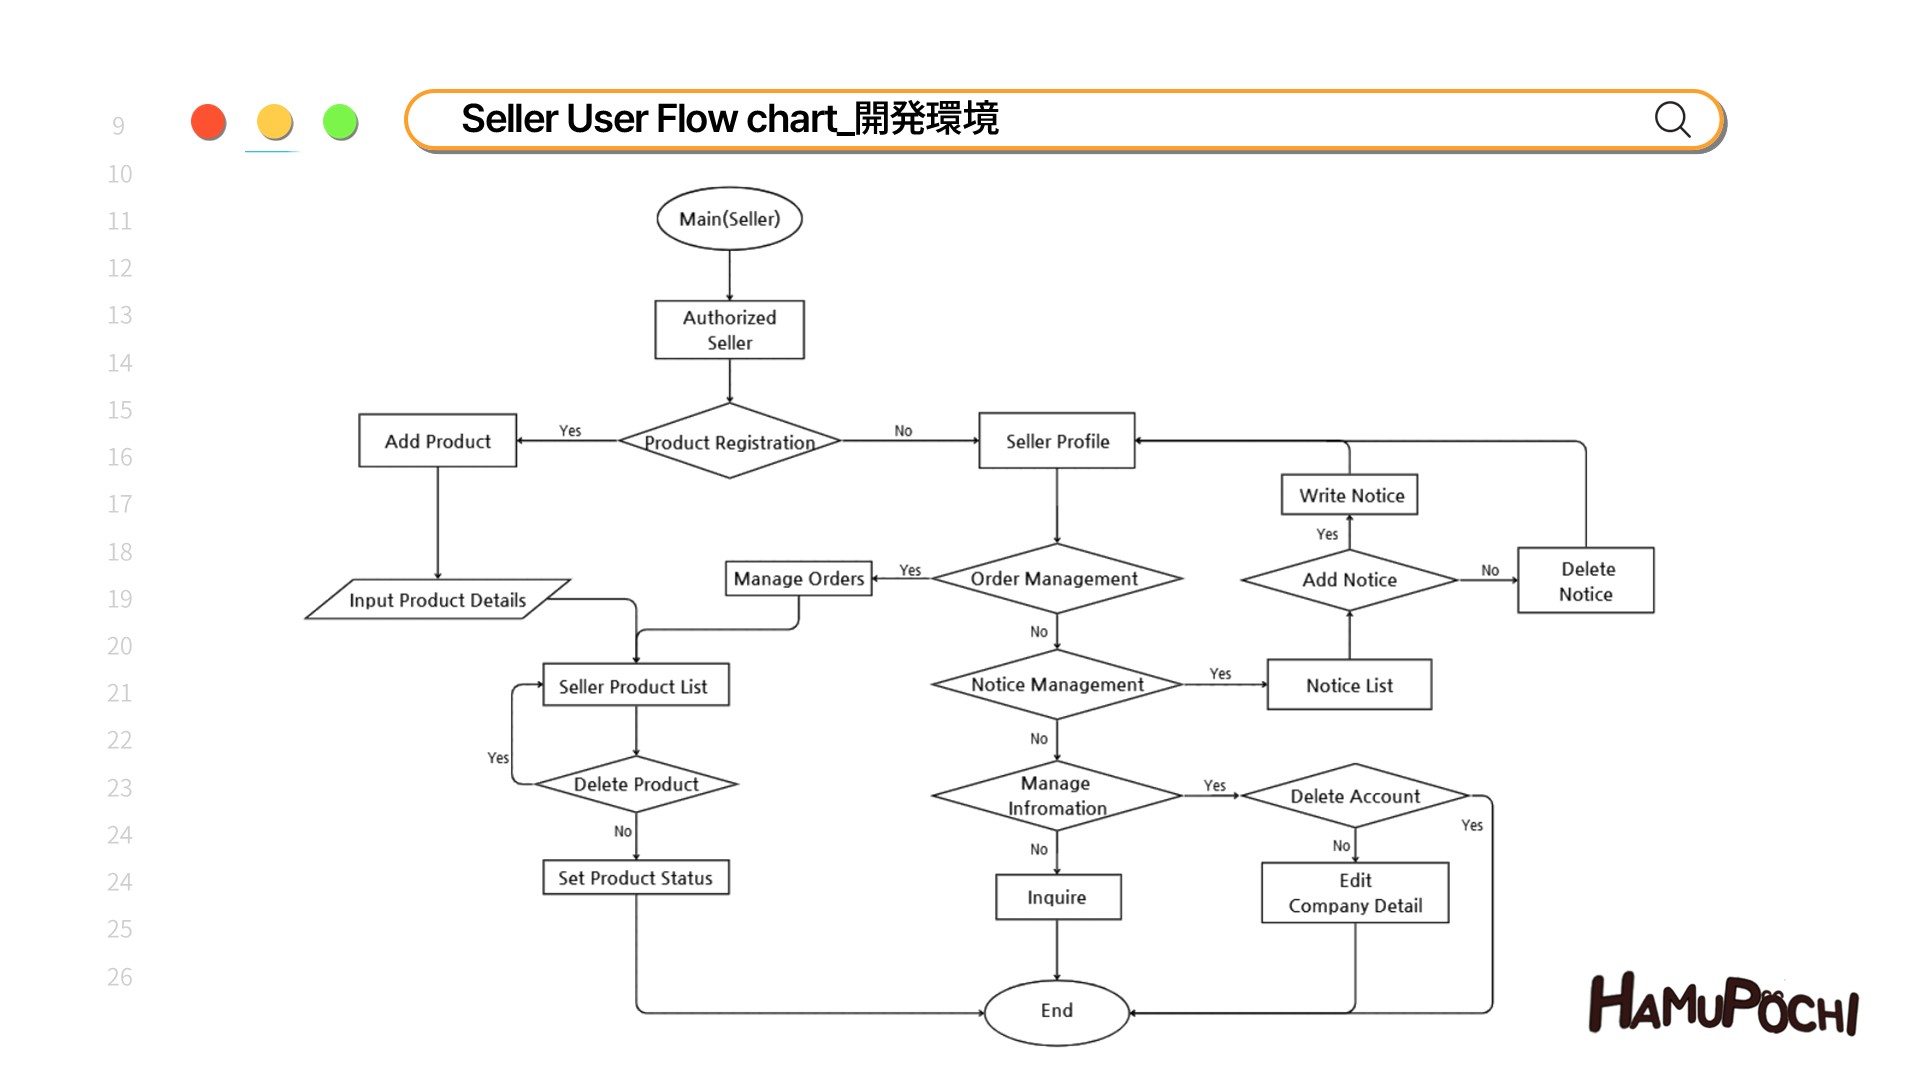 Seller User Flow chart_開発環境
9
10
11
12
13
14
15
16
17
18
19
20
21
22
23
24
24
25
26
Main(Seller)
Authorized
Seller
Add Product
Yes
Product Registration
No
Seller Profile
Write Notice
Yes
Manage Orders
Yes
Order Management
Add Notice
No
Delete
Notice
Input Product Details
No
Seller Product List
Notice Management
Yes
Notice List
Yes
No
Delete Product
Manage
Infromation
Yes
Delete Account
Yes
No
No
No
Set Product Status
Inquire
Edit
Company Detail
End
HAMUPOCHI